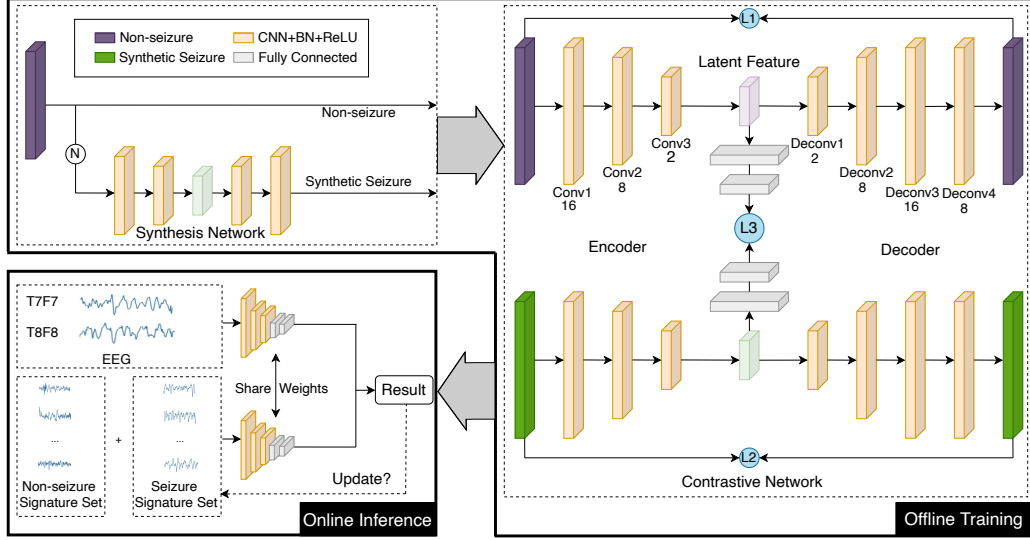 Non-seizure
CNN+BN+ReLU
Synthetic Seizure
Fully Connected
Non-seizure
N
Synthetic Seizure
Synthesis Network
L1
Latent Feature
Conv1
16
Conv2
8
Conv3
2
Deconv1
2
Deconv2
8
Deconv3
16
Deconv4
8
L3
Encoder
Decoder
L2
Contrastive Network
Offline Training
T7F7
T8F8
EEG
Share Weights
Result
...
+
...
Update?
Non-seizure
Signature Set
Seizure
Signature Set
Online Inference